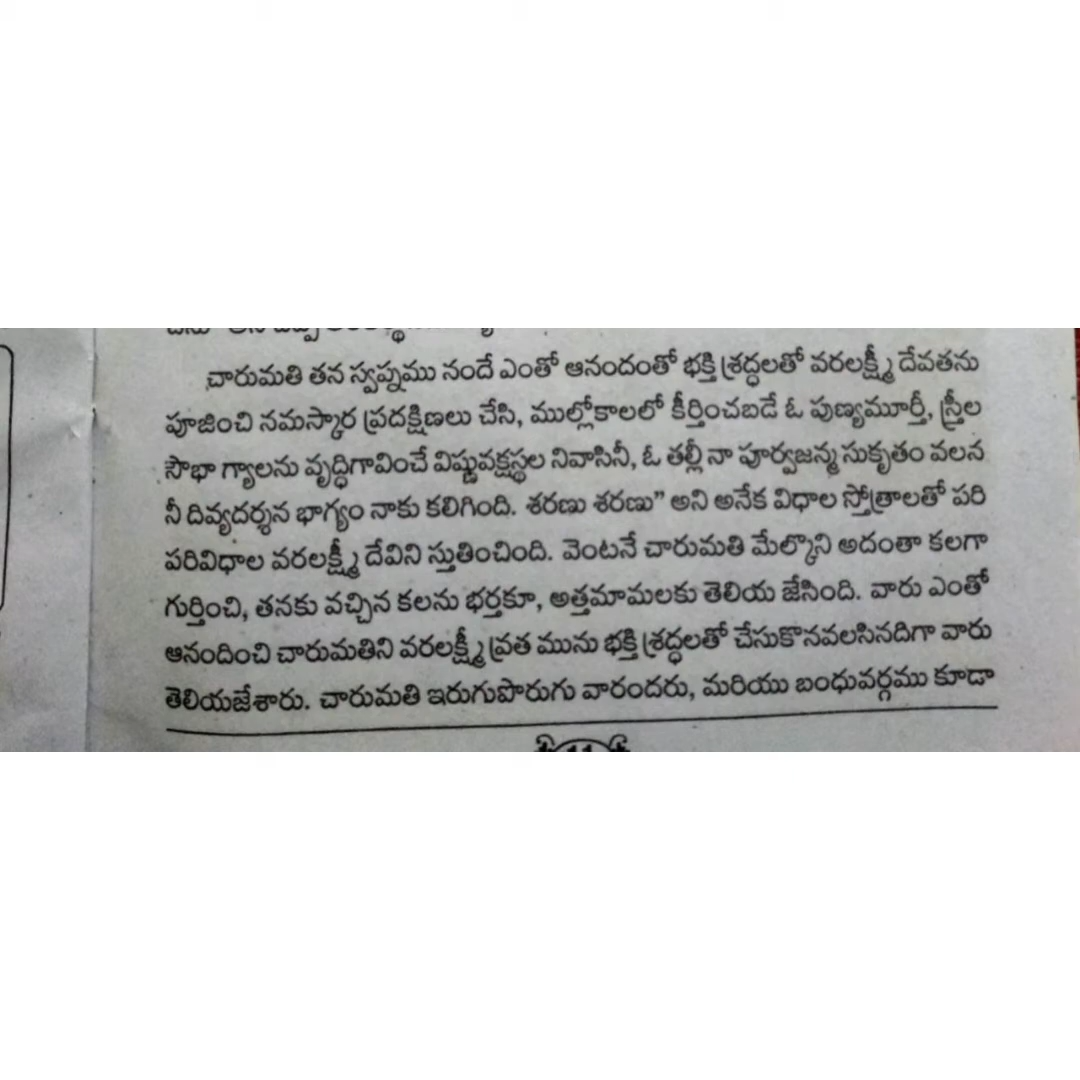 చారుమతి తన స్వప్నము నందే ఎంతో ఆనందంతో భక్తి శ్రద్ధలతో వరలక్ష్మీ దేవతను
పూజించి నమస్కార ప్రదక్షిణలు చేసి, ముల్లోకాలలో కీర్తించబడే ఓ పుణ్యమూర్తీ, స్త్రీల
సౌభా గ్యాలను వృద్ధిగావించే విష్ణువక్షస్థల నివాసినీ, ఓ తల్లీ నా పూర్వజన్మ సుకృతం వలన
నీ దివ్యదర్శన భాగ్యం నాకు కలిగింది. శరణు శరణు" అని అనేక విధాల స్తోత్రాలతో పరి
పరివిధాల వరలక్ష్మీ దేవిని స్తుతించింది. వెంటనే చారుమతి మేల్కొని అదంతా కలగా
గుర్తించి, తనకు వచ్చిన కలను భర్తకూ, అత్తమామలకు తెలియ జేసింది. వారు ఎంతో
ఆనందించి చారుమతిని వరలక్ష్మీ వ్రత మును భక్తి శ్రద్ధలతో చేసుకొనవలసినదిగా వారు
తెలియజేశారు. చారుమతి ఇరుగుపొరుగు వారందరు, మరియు బంధువర్గము కూడా